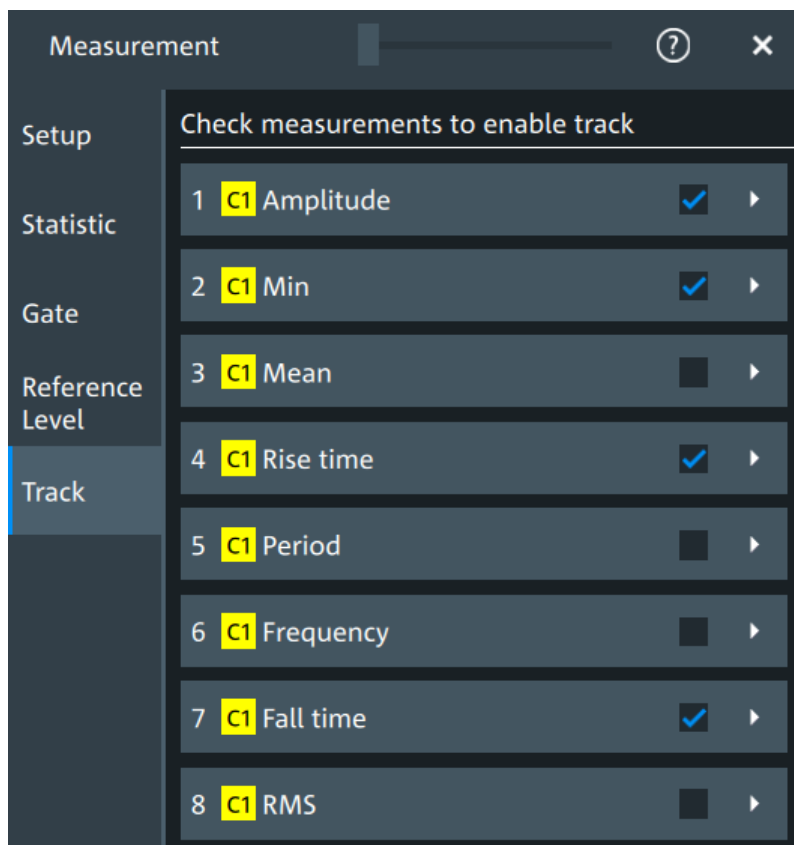 Measurement ?
Setup
Statistic
Gate
Reference
Level
Track
Check measurements to enable track
1 C1 Amplitude
2 C1 Min
3 C1 Mean
4 C1 Rise time
5 C1 Period
6 C1 Frequency
7 C1 Fall time
8 C1 RMS